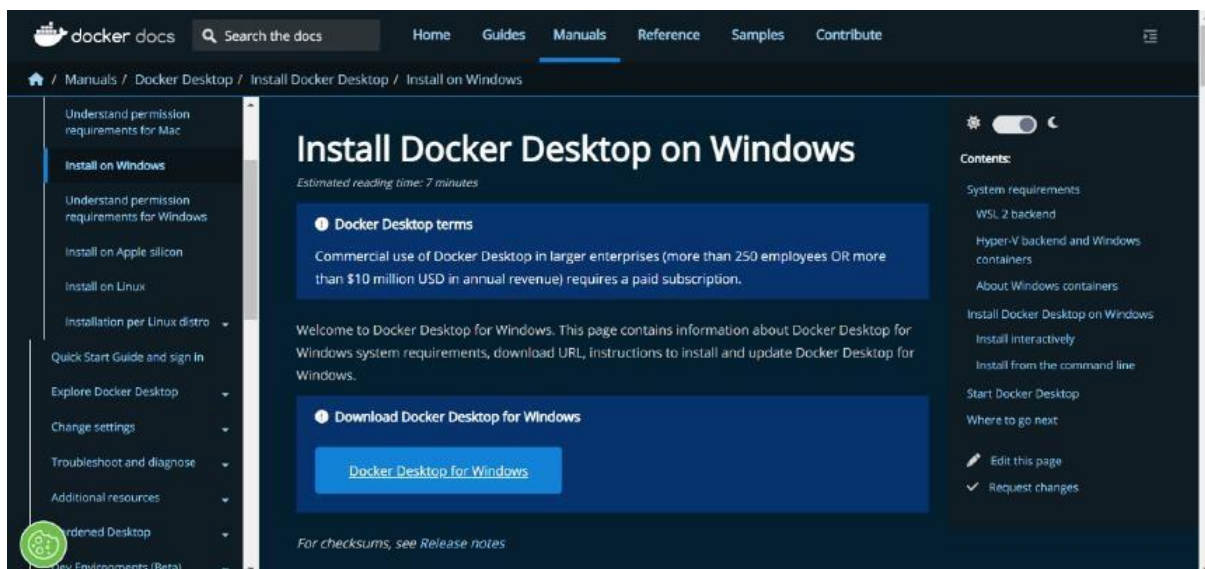 docker docs
Search the docs
Home
Guides
Manuals
Reference
Samples
Contribute
/ Manuals / Docker Desktop / Install Docker Desktop / Install on Windows
Understand permission
requirements for Mac
Install on Windows
Understand permission
requirements for Windows
Install on Apple silicon
Install on Linux
Installation per Linux distro
Quick Start Guide and sign in
Explore Docker Desktop
Change settings
Troubleshoot and diagnose
Additional resources
rdened Desktop
Dev Environments (Beta)
Install Docker Desktop on Windows
Estimated reading time: 7 minutes
Docker Desktop terms
Commercial use of Docker Desktop in larger enterprises (more than 250 employees OR more
than $10 million USD in annual revenue) requires a paid subscription.
Welcome to Docker Desktop for Windows. This page contains information about Docker Desktop for
Windows system requirements, download URL, instructions to install and update Docker Desktop for
Windows.
Download Docker Desktop for Windows
Docker Desktop for Windows
For checksums, see Release notes
Contents:
System requirements
WSL 2 backend
Hyper-V backend and Windows
containers
About Windows containers
Install Docker Desktop on Windows
Install interactively
Install from the command line
Start Docker Desktop
Where to go next
Edit this page
Request changes